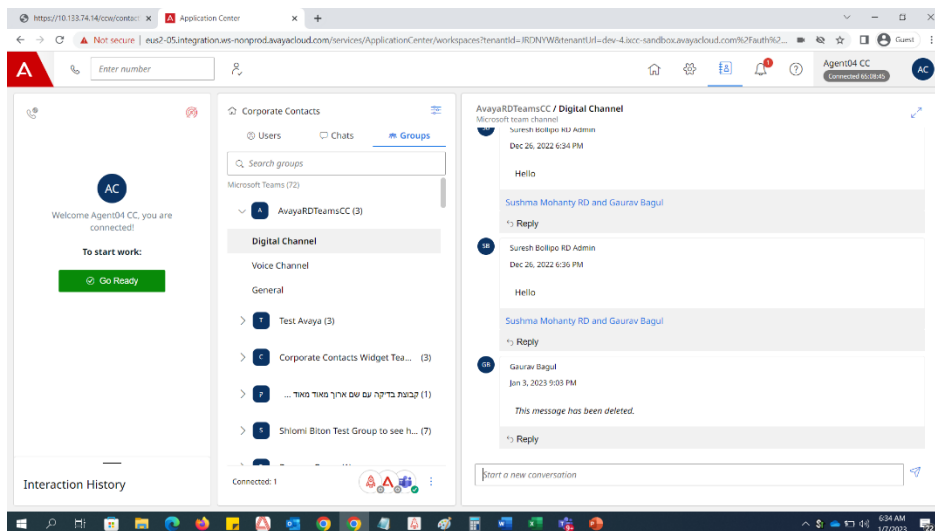 https://10.133.74.14/ccw/contact
Application Center
Not secure | eus2-05.integration.ws-nonprod.avayacloud.com/services/ApplicationCenter/workspaces?tenantId=JRONYW&tenantUrl=dev-4.ixcc-sandbox.avayacloud.com%2Fauth%2...
Guest
Enter number
Agent04 CC
Connected 65:08:45
AC
AC
Welcome Agent04 CC, you are
connected!
To start work:
Go Ready
Interaction History
Corporate Contacts
Users
Chats
Groups
Search groups
Microsoft Teams (72)
A
AvayaRDTeamsCC (3)
Digital Channel
Voice Channel
General
T
Test Avaya (3)
C
Corporate Contacts Widget Tea... (3)
קבוצת בדיקה עם שם ארוך מאוד מאוד ... (1)
S
Shlomi Biton Test Group to see h... (7)
Connected: 1
AvayaRDTeamsCC / Digital Channel
Microsoft team channel
SB
Suresh Bollipo RD Admin
Dec 26, 2022 6:34 PM
Hello
Sushma Mohanty RD and Gaurav Bagul
Reply
SB
Suresh Bollipo RD Admin
Dec 26, 2022 6:36 PM
Hello
Sushma Mohanty RD and Gaurav Bagul
Reply
GB
Gaurav Bagul
Jan 3, 2023 9:03 PM
This message has been deleted.
Reply
Start a new conversation
6:34 AM
1/7/2023